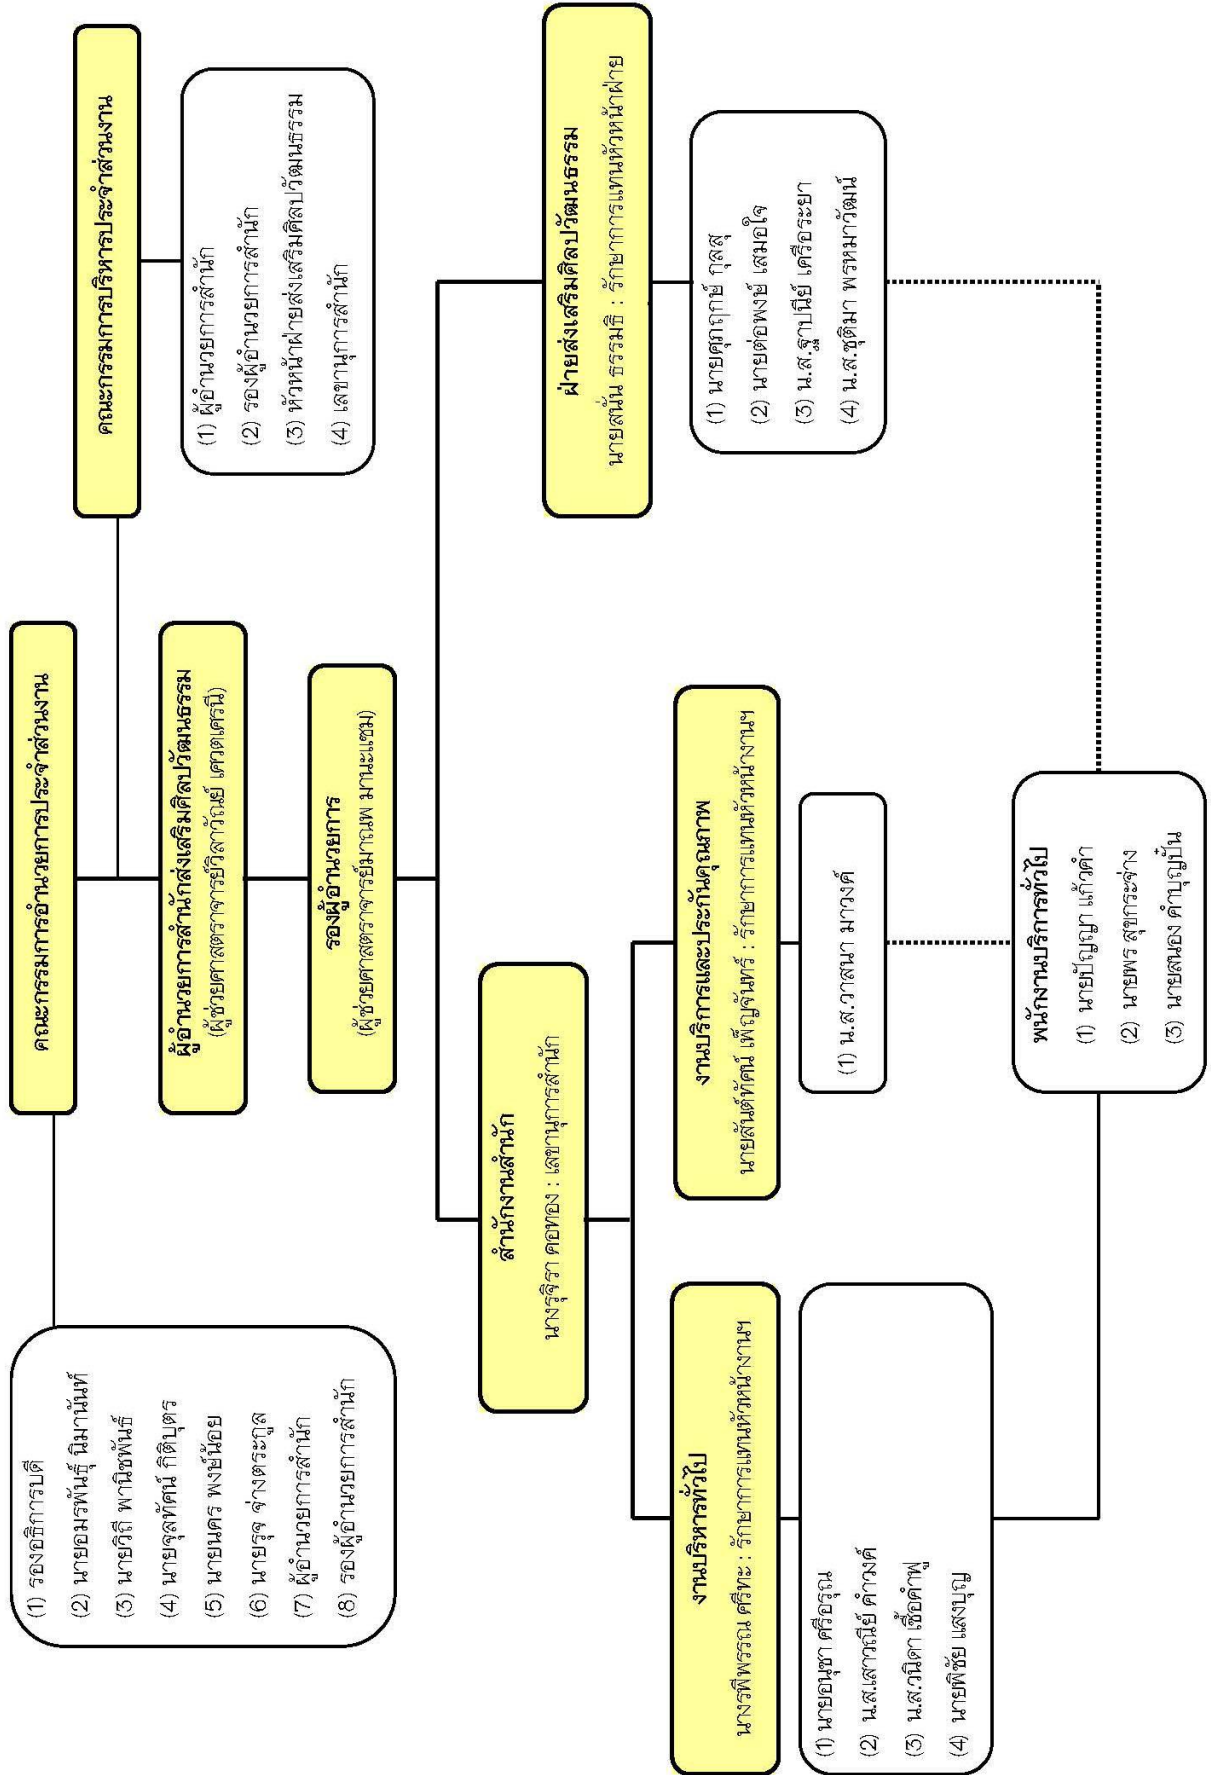 คณะกรรมการอำนวยการประจำส่วนงาน
(1) รองอธิการบดี
(2) นายอมรพันธุ์ นิมานันท์
(3) นายวิถี พานิชพันธ์
(4) นายจุลทัศน์ กิติบุตร
(5) นายนคร พงษ์น้อย
(6) นายรุจ จ่างตระกูล
(7) ผู้อำนวยการสำนัก
(8) รองผู้อำนวยการสำนัก
คณะกรรมการบริหารประจำส่วนงาน
(1) ผู้อำนวยการสำนัก
(2) รองผู้อำนวยการสำนัก
(3) หัวหน้าฝ่ายส่งเสริมศิลปวัฒนธรรม
(4) เลขานุการสำนัก
ผู้อำนวยการสำนักส่งเสริมศิลปวัฒนธรรม
(ผู้ช่วยศาสตราจารย์วิลาวัณย์ เศวตเศรนี)
รองผู้อำนวยการ
(ผู้ช่วยศาสตราจารย์มาณพ มานะแซม)
สำนักงานสำนัก
นางรุจิรา คอทอง : เลขานุการสำนัก
ฝ่ายส่งเสริมศิลปวัฒนธรรม
นายสนั่น ธรรมธิ : รักษาการแทนหัวหน้าฝ่าย
(1) นายศุภฤกษ์ กุลสุ
(2) นายต่อพงษ์ เสมอใจ
(3) น.ส.ฐาปนีย์ เครือระยา
(4) น.ส.ชุติมา พรหมาวัฒน์
งานบริหารทั่วไป
นางรพีพรรณ ศรีทะ : รักษาการแทนหัวหน้างานฯ
(1) นายอนุชา ศรีอรุณ
(2) น.ส.เสาวณีย์ คำวงค์
(3) น.ส.วนิดา เชื้อคำฟู
(4) นายพิชัย แสงบุญ
งานบริการและประกันคุณภาพ
นายสันต์ทัศน์ เพ็ญจันทร์ : รักษาการแทนหัวหน้างานฯ
(1) น.ส.วาสนา มาวงค์
พนักงานบริการทั่วไป
(1) นายปัญญา แก้วคำ
(2) นายพร สุขกระจ่าง
(3) นายสนอง คำบุญปั๋น